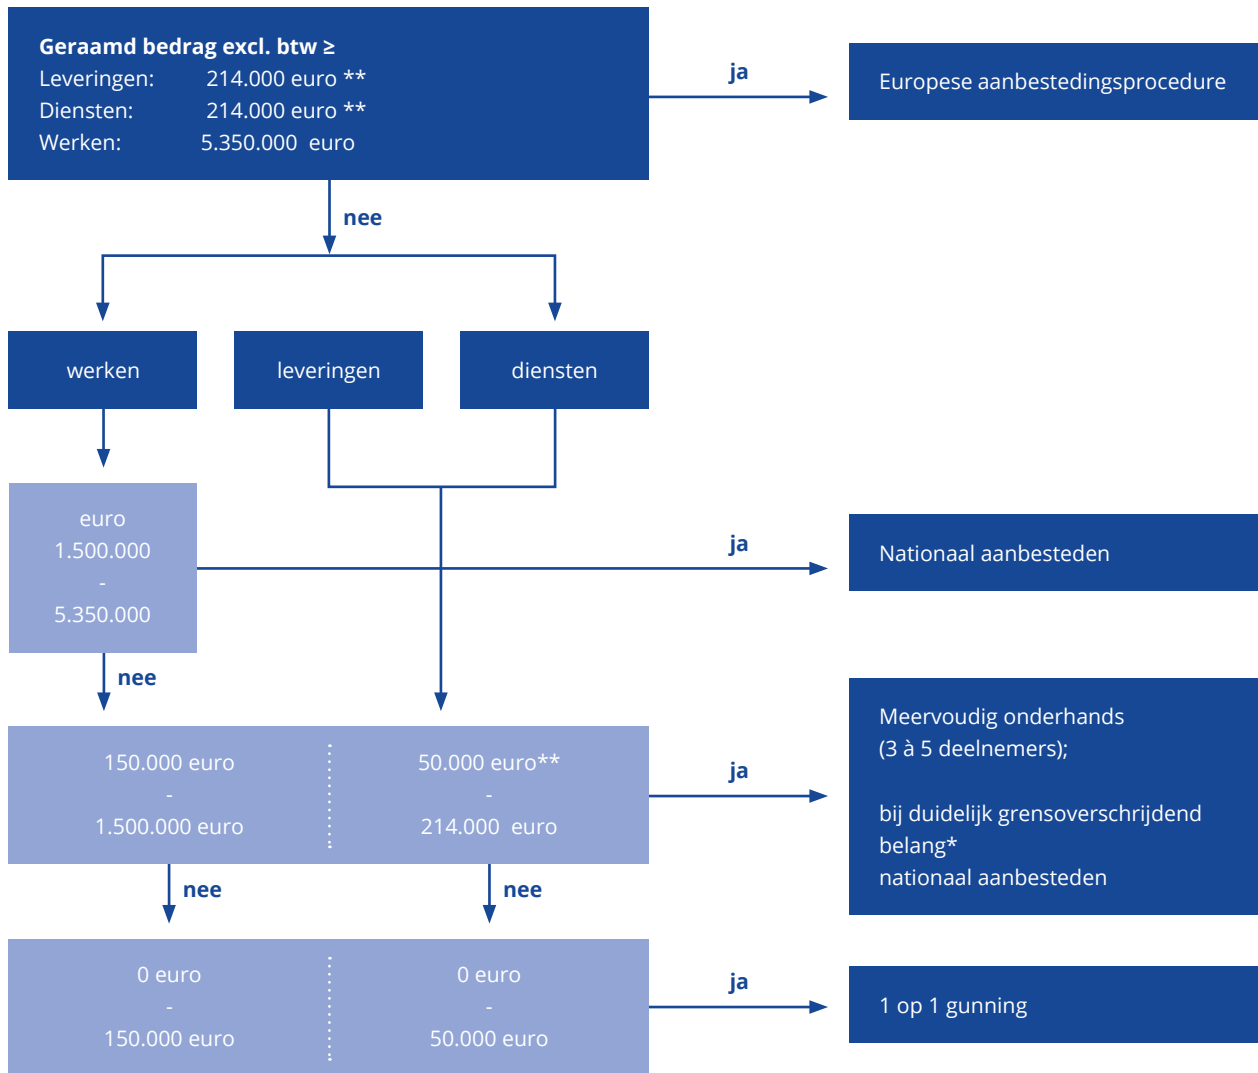 Geraamd bedrag excl. btw ≥
Leveringen: 214.000 euro **
Diensten: 214.000 euro **
Werken: 5.350.000 euro
ja
Europese aanbestedingsprocedure
nee
werken
leveringen
diensten
euro
1.500.000
-
5.350.000
ja
Nationaal aanbesteden
nee
150.000 euro
-
1.500.000 euro
50.000 euro**
-
214.000 euro
ja
Meervoudig onderhands
(3 à 5 deelnemers);
bij duidelijk grensoverschrijdend
belang*
nationaal aanbesteden
nee
nee
0 euro
-
150.000 euro
0 euro
-
50.000 euro
ja
1 op 1 gunning